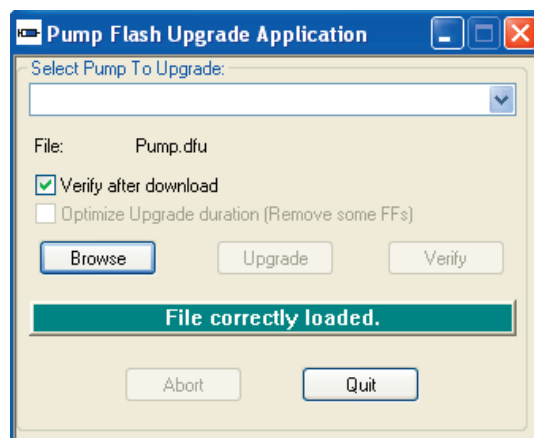 Pump Flash Upgrade Application
Select Pump To Upgrade:
File: Pump.dfu
Verify after download
Optimize Upgrade duration (Remove some FFs)
Browse Upgrade Verify
File correctly loaded.
Abort Quit